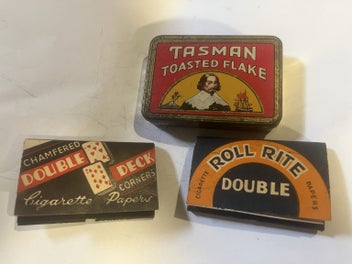 TASMAN
TOASTED FLAKE
CHAMFERED
DOUBLE DECK
CORNERS
Cigarette Papers
ROLL RITE
CIGARETTE
PAPERS
DOUBLE